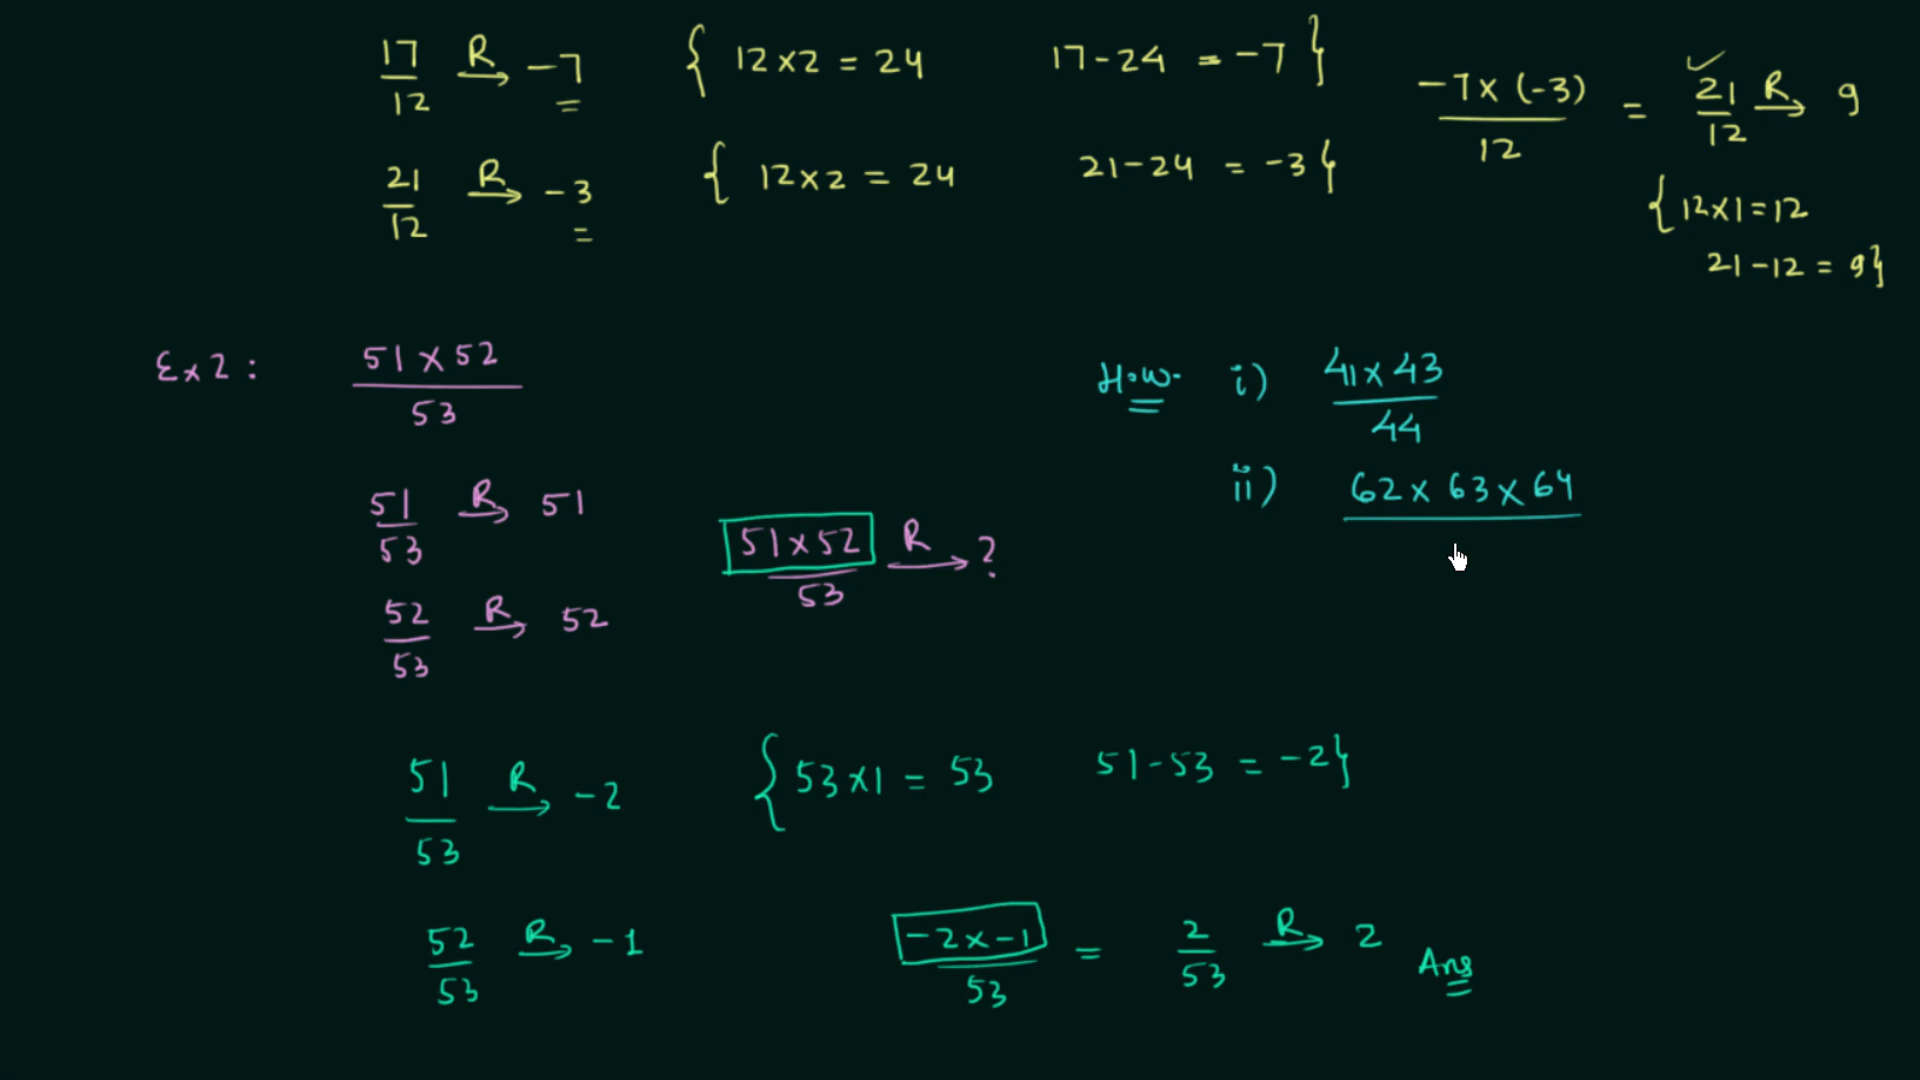 17/12 R→ -7 { 12×2 = 24 17-24 = -7 }
-7×(-3)/12 = 21/12 R→ 9
21/12 R→ -3 { 12×2 = 24 21-24 = -3 }
{ 12×1=12
21-12 = 9 }
Ex 2: 51×52/53
How i) 41×43/44
ii) 62×63×64
51/53 R→ 51
51×52/53 R→ ?
52/53 R→ 52
51/53 R→ -2 { 53×1 = 53 51-53 = -2 }
52/53 R→ -1 -2×-1/53 = 2/53 R→ 2 Ans